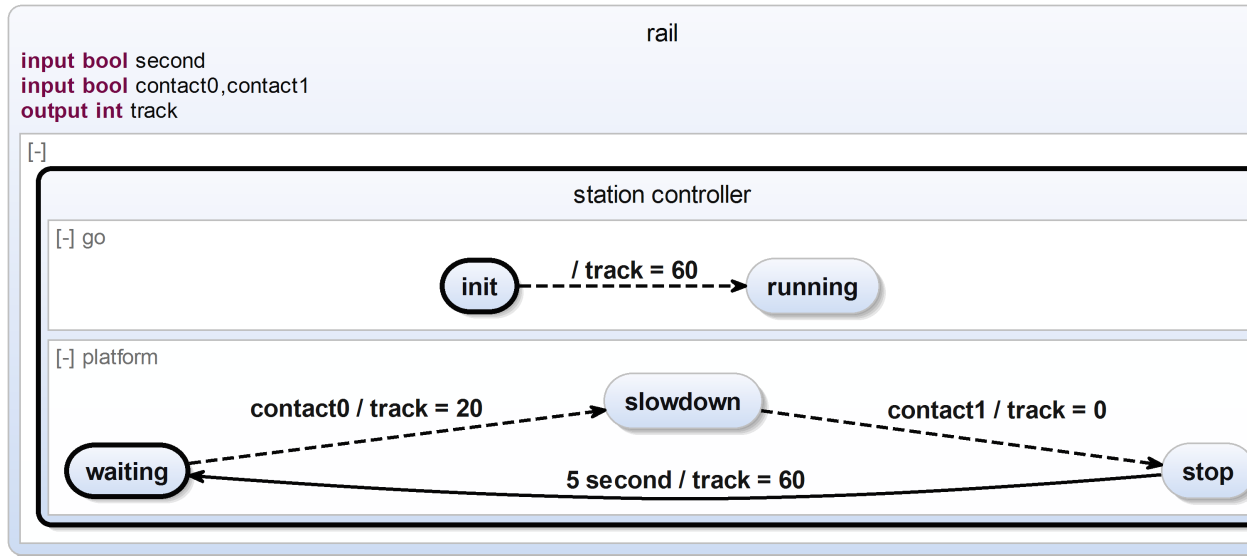 rail
input bool second
input bool contact0,contact1
output int track
[-]
station controller
[-] go
init
/ track = 60
running
[-] platform
waiting
contact0 / track = 20
slowdown
contact1 / track = 0
stop
5 second / track = 60